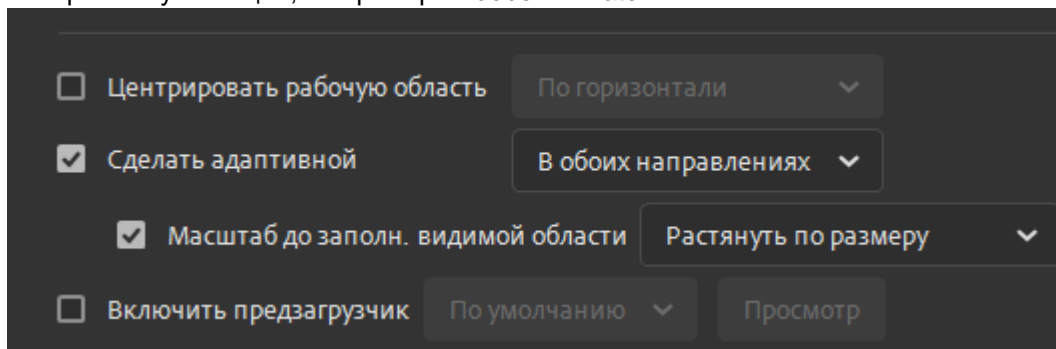 Центрировать рабочую область По горизонтали
Сделать адаптивной В обоих направлениях
Масштаб до заполн. видимой области Растянуть по размеру
Включить предзагрузчик По умолчанию Просмотр